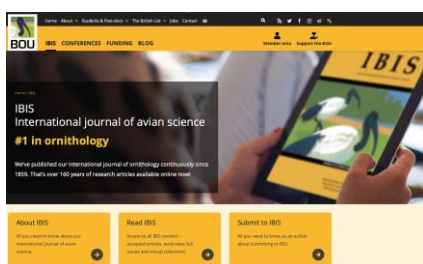 Home About Students & Post-docs The British List Jobs Contact
BOU
IBIS CONFERENCES FUNDING BLOG
Member area Support the BOU
IBIS
Home / IBIS
IBIS
International journal of avian science
#1 in ornithology
We've published our international journal of ornithology continuously since
1859. That's over 160 years of research articles available online now!
About IBIS
All you need to know about our
international journal of avian
science.
Read IBIS
Access to all IBIS content –
accepted articles, early view, full
issues and virtual collections.
Submit to IBIS
All you need to know as an author
about submitting to IBIS.